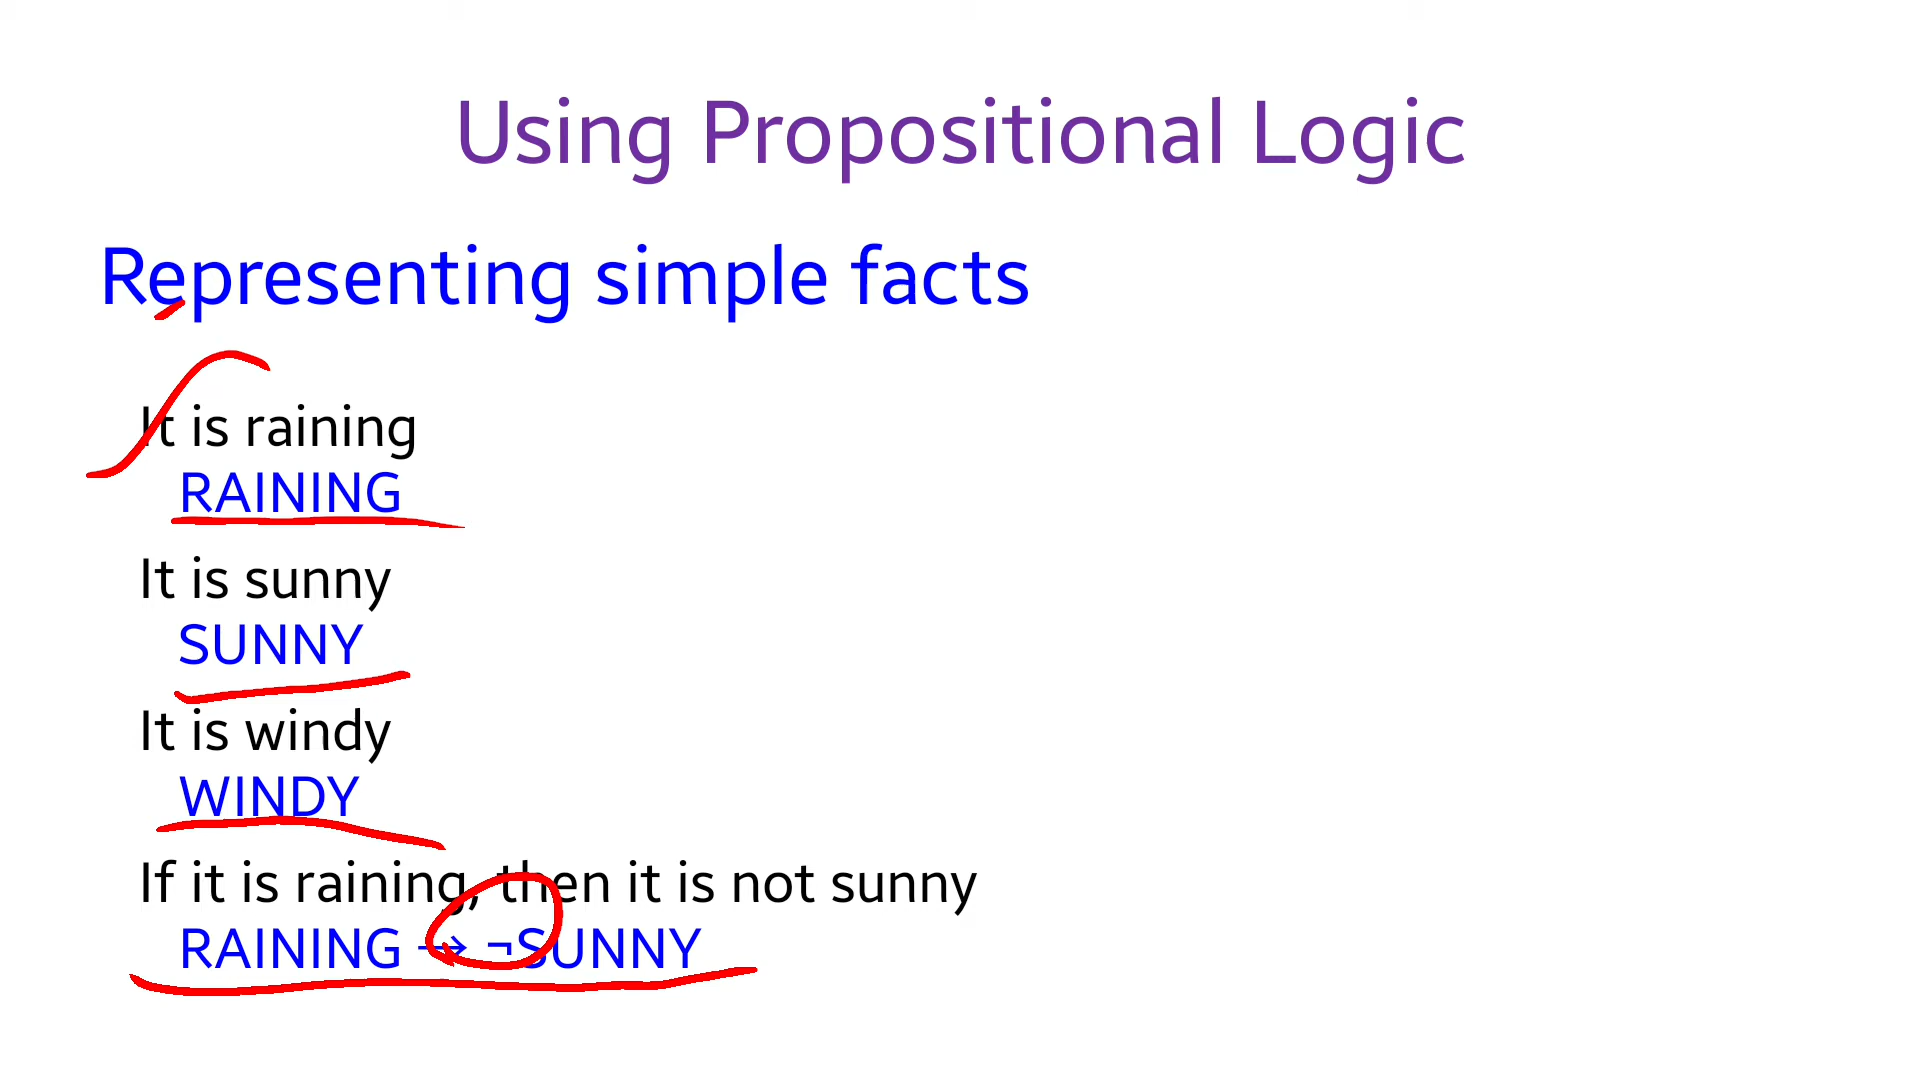 Using Propositional Logic
Representing simple facts
It is raining
RAINING
It is sunny
SUNNY
It is windy
WINDY
If it is raining, then it is not sunny
RAINING → ¬SUNNY